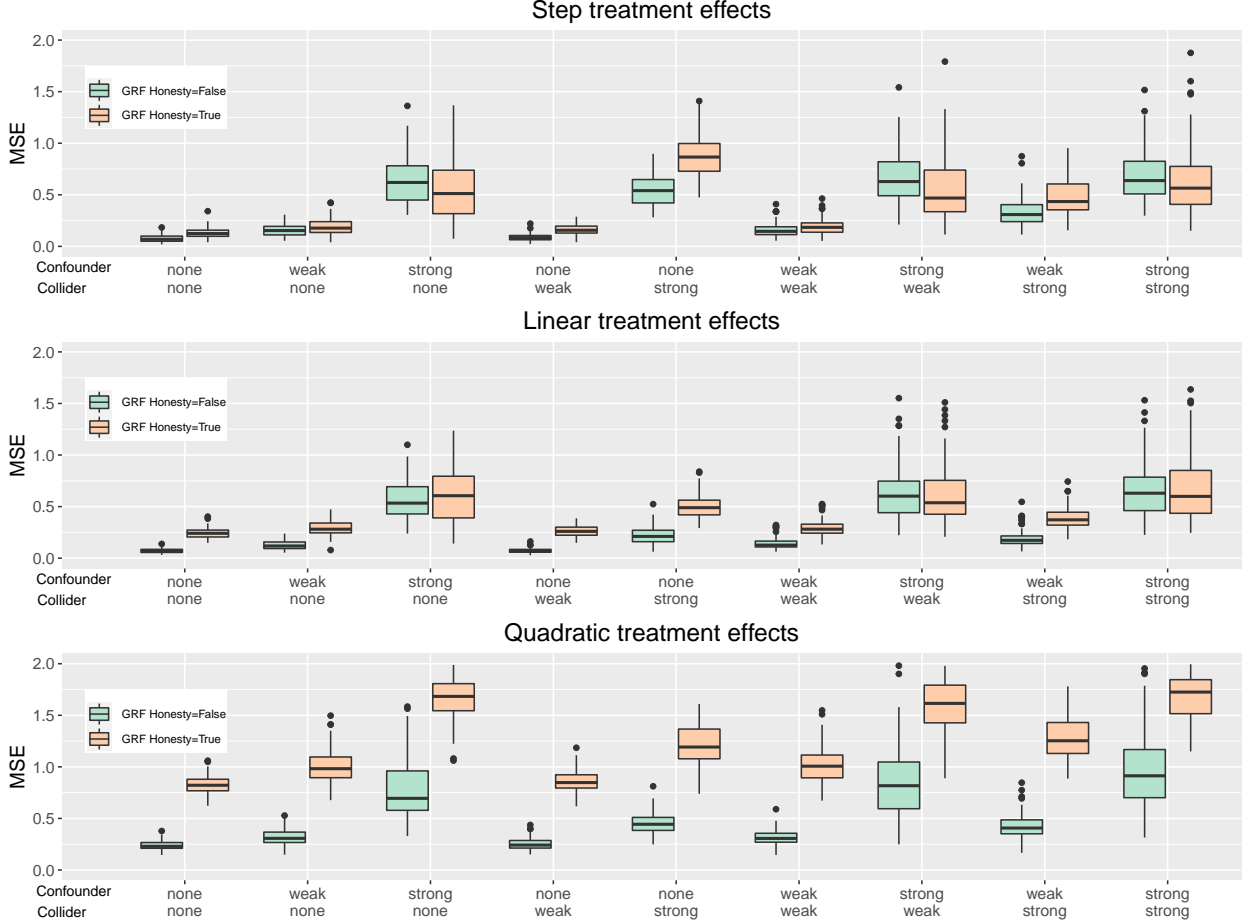 Step treatment effects
2.0
1.5
1.0
0.5
0.0
MSE
GRF Honesty=False
GRF Honesty=True
Confounder none weak strong none none weak strong weak strong
Collider none none none weak strong weak weak strong strong
Linear treatment effects
2.0
1.5
1.0
0.5
0.0
MSE
GRF Honesty=False
GRF Honesty=True
Confounder none weak strong none none weak strong weak strong
Collider none none none weak strong weak weak strong strong
Quadratic treatment effects
2.0
1.5
1.0
0.5
0.0
MSE
GRF Honesty=False
GRF Honesty=True
Confounder none weak strong none none weak strong weak strong
Collider none none none weak strong weak weak strong strong